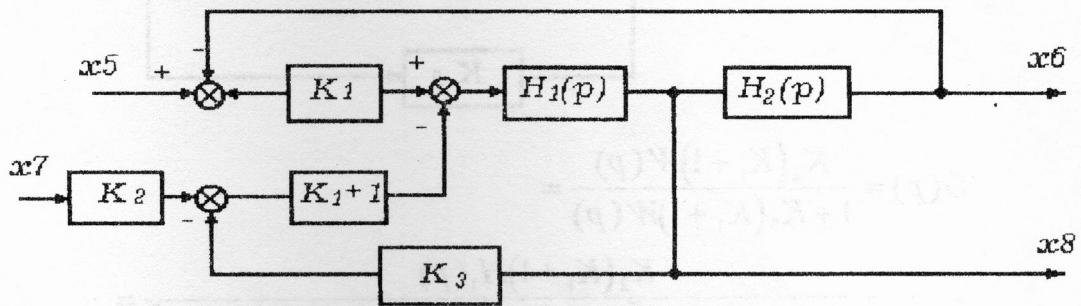 -
x5
+
K1
+
-
H1(p)
H2(p)
x6
x7
K2
-
K1+1
K3
x8